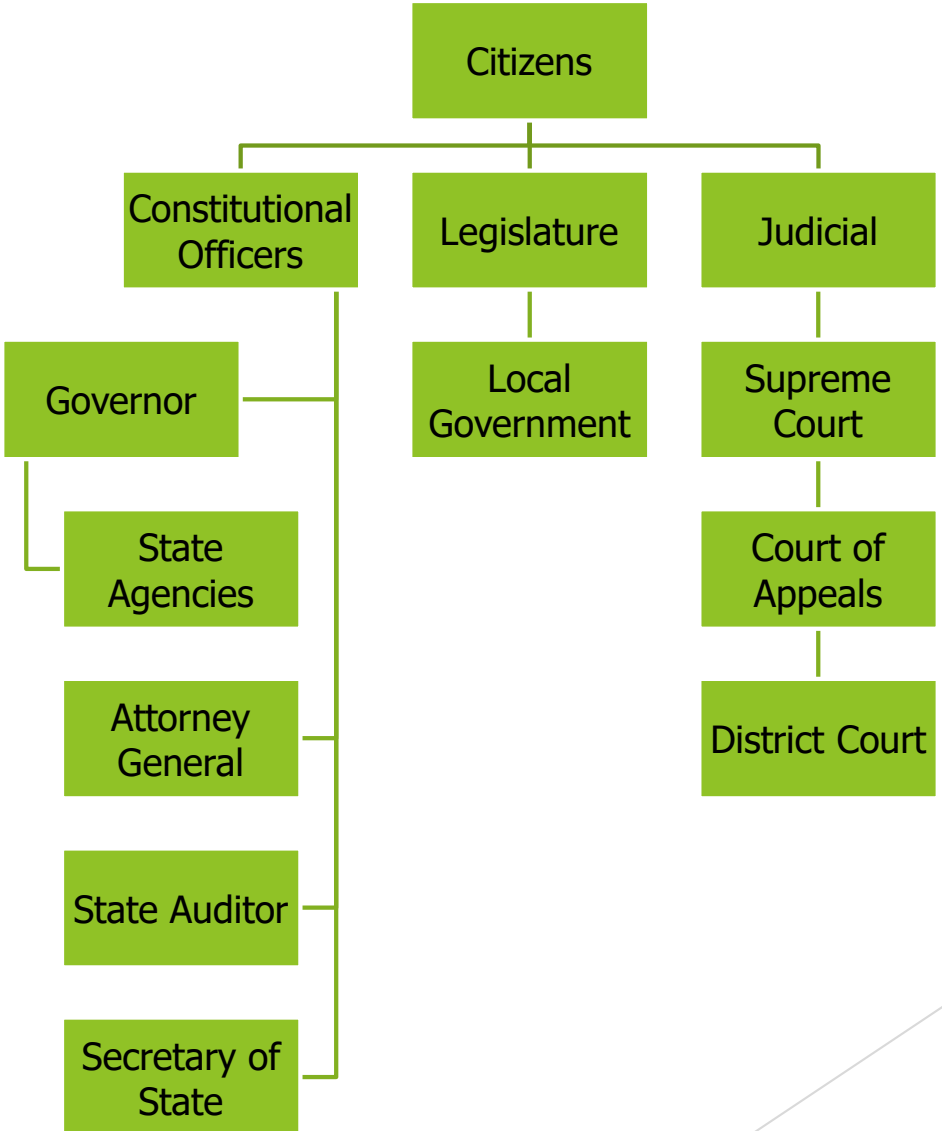 Citizens
Constitutional
Officers
Legislature
Judicial
Governor
Local
Government
Supreme
Court
State
Agencies
Court of
Appeals
Attorney
General
District Court
State Auditor
Secretary of
State